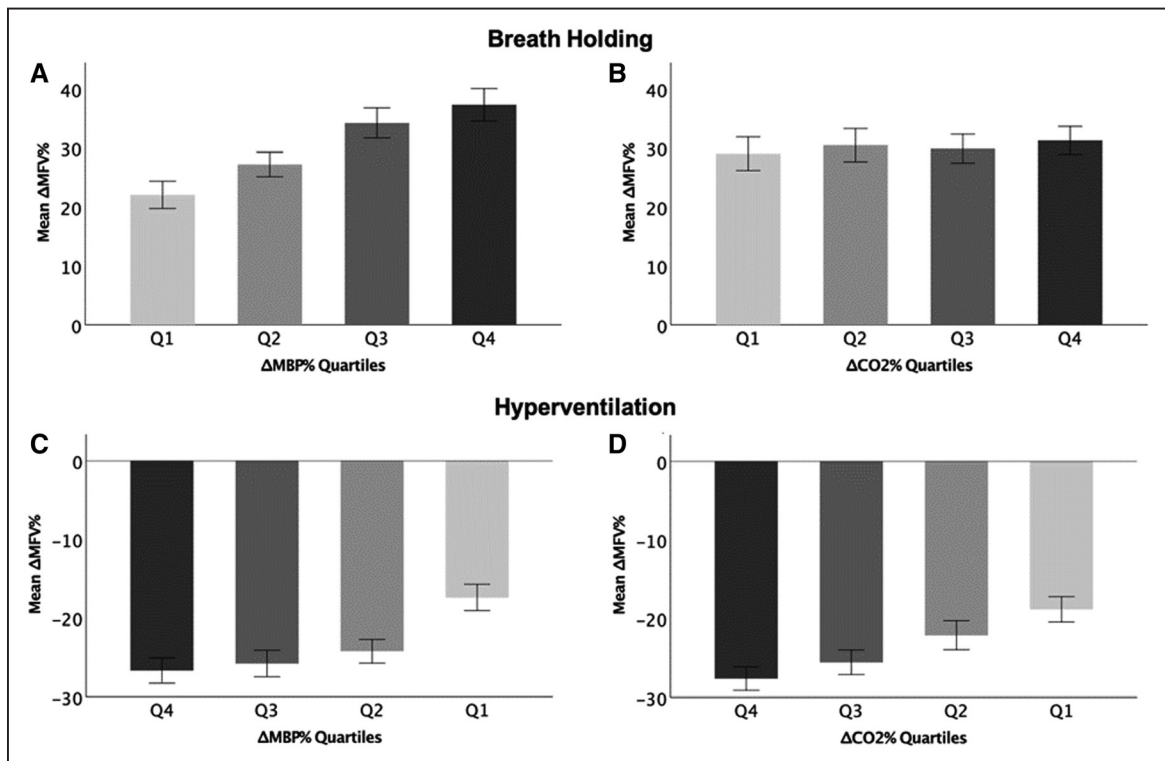 Breath Holding
A
Mean ΔMFV%
40
30
20
10
0
Q1 Q2 Q3 Q4
ΔMBP% Quartiles
B
Mean ΔMFV%
40
30
20
10
0
Q1 Q2 Q3 Q4
ΔCO2% Quartiles
Hyperventilation
C
Mean ΔMFV%
0
-10
-20
-30
Q4 Q3 Q2 Q1
ΔMBP% Quartiles
D
Mean ΔMFV%
0
-10
-20
-30
Q4 Q3 Q2 Q1
ΔCO2% Quartiles